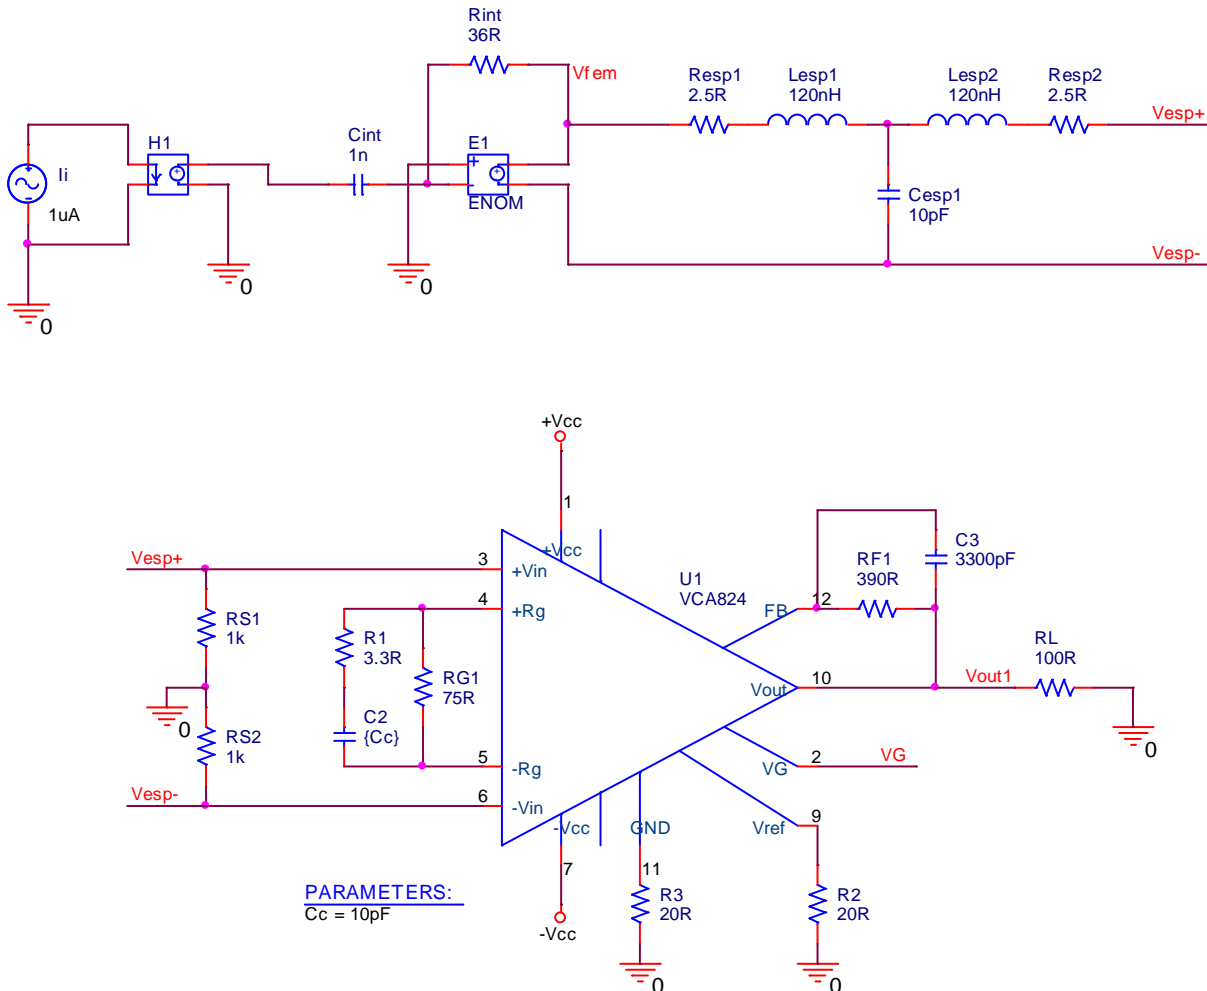 Rint
36R
Vfem
Resp1
2.5R
Lesp1
120nH
Lesp2
120nH
Resp2
2.5R
Vesp+
H1
Cint
1n
E1
Ii
1uA
ENOM
Cesp1
10pF
Vesp-
0
0
0
+Vcc
1
+Vcc
Vesp+
3
+Vin
U1
VCA824
C3
3300pF
RF1
390R
12
FB
4
+Rg
RS1
1k
R1
3.3R
RG1
75R
RL
100R
Vout
10
Vout1
0
0
RS2
1k
C2
{Cc}
5
-Rg
VG
2
VG
Vesp-
6
-Vin
-Vcc
GND
Vref
9
7
11
PARAMETERS:
Cc = 10pF
R3
20R
R2
20R
-Vcc
0
0